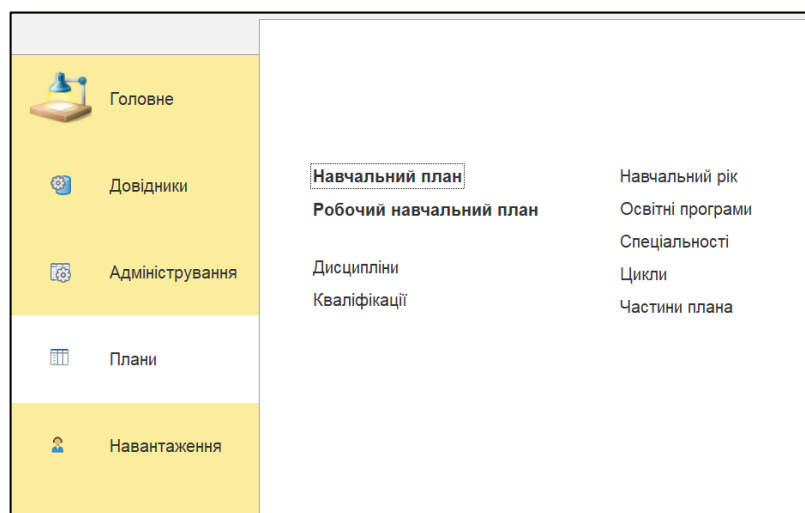 Головне
Довідники
Адміністрування
Плани
Навантаження
Навчальний план
Робочий навчальний план
Дисципліни
Кваліфікації
Навчальний рік
Освітні програми
Спеціальності
Цикли
Частини плана